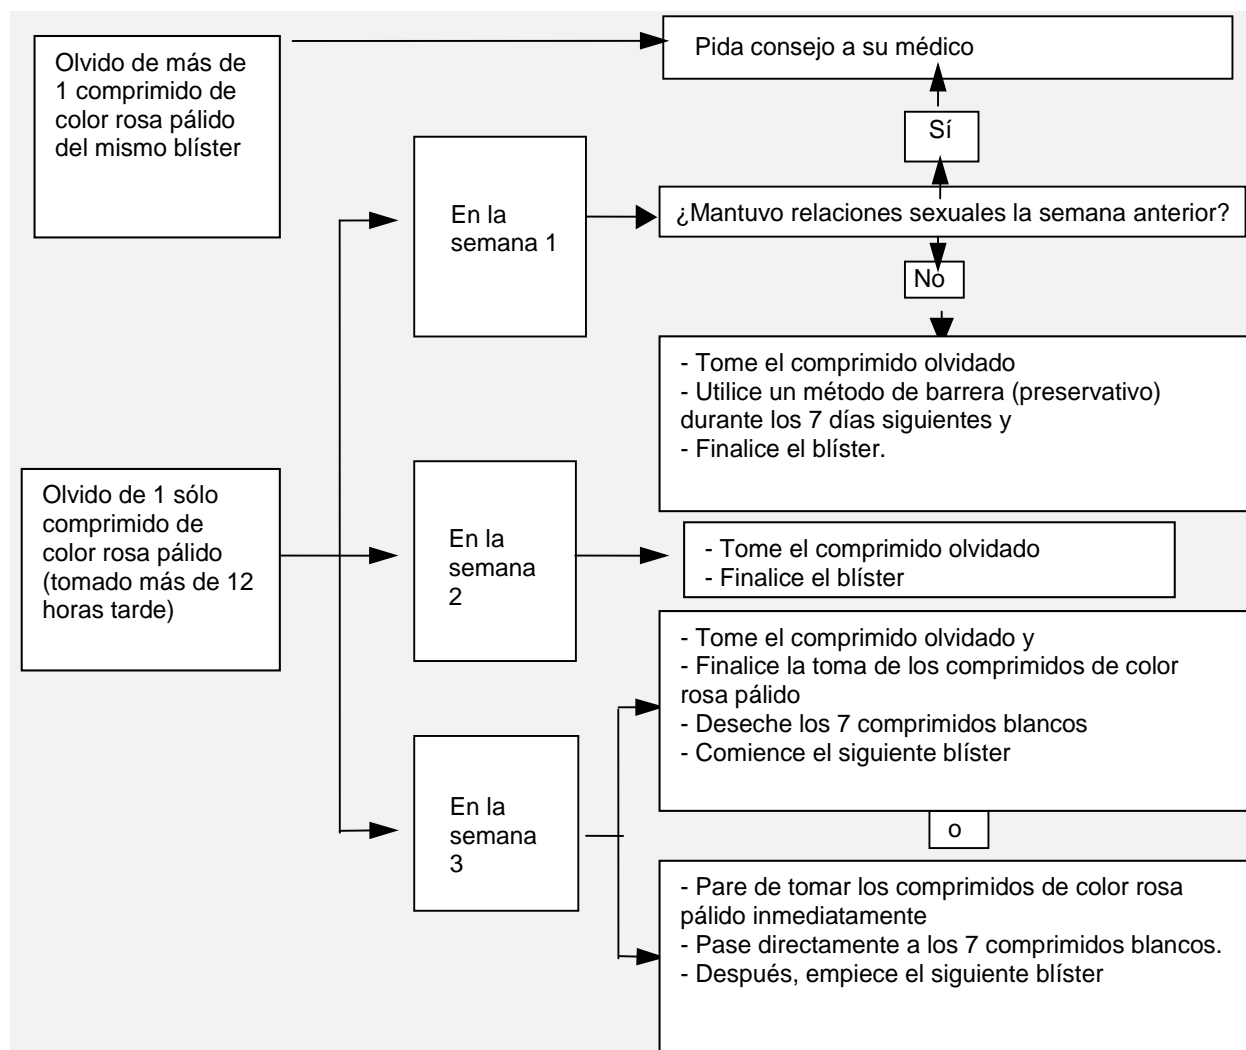 Olvido de más de
1 comprimido de
color rosa pálido
del mismo blíster
Pida consejo a su médico
Sí
En la
semana 1
¿Mantuvo relaciones sexuales la semana anterior?
No
- Tome el comprimido olvidado
- Utilice un método de barrera (preservativo)
durante los 7 días siguientes y
- Finalice el blíster.
Olvido de 1 sólo
comprimido de
color rosa pálido
(tomado más de 12
horas tarde)
En la
semana
2
- Tome el comprimido olvidado
- Finalice el blíster
En la
semana
3
- Tome el comprimido olvidado y
- Finalice la toma de los comprimidos de color
rosa pálido
- Deseche los 7 comprimidos blancos
- Comience el siguiente blíster
o
- Pare de tomar los comprimidos de color rosa
pálido inmediatamente
- Pase directamente a los 7 comprimidos blancos.
- Después, empiece el siguiente blíster